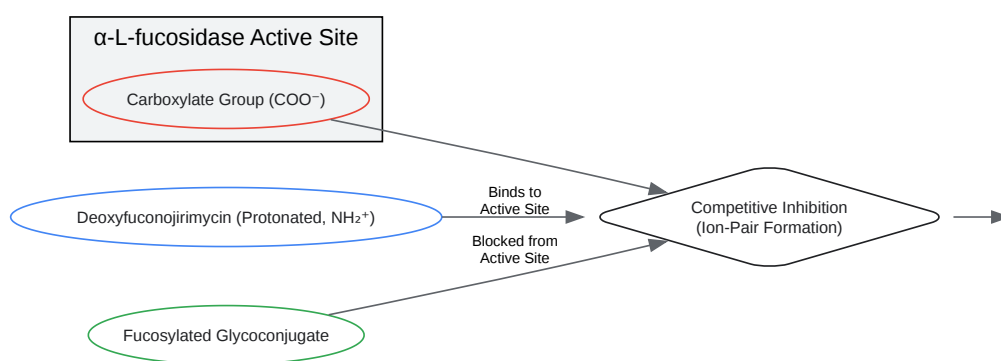 α-L-fucosidase Active Site
Carboxylate Group (COO⁻)
Deoxyfuconojirimycin (Protonated, NH₂⁺)
Binds to
Active Site
Blocked from
Active Site
Competitive Inhibition
(Ion-Pair Formation)
Fucosylated Glycoconjugate